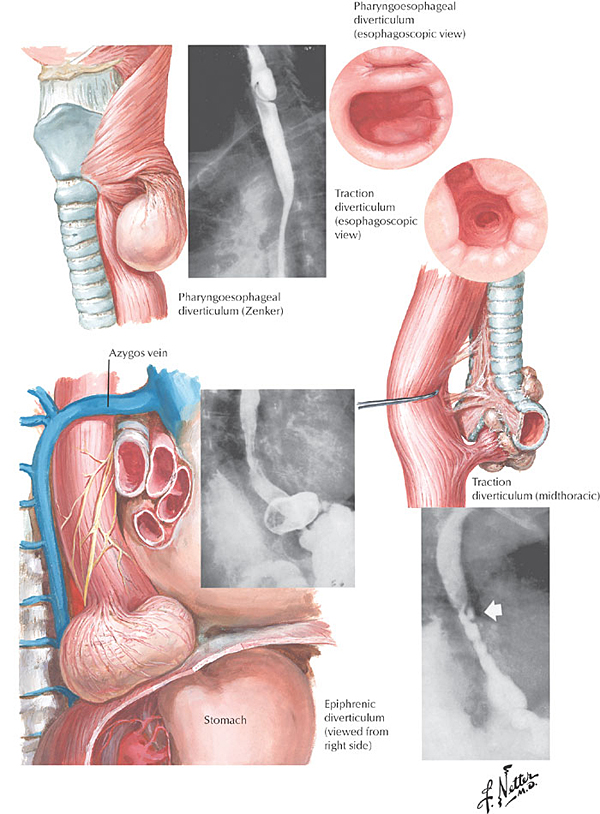 Pharyngoesophageal
diverticulum
(esophagoscopic view)
Traction
diverticulum
(esophagoscopic
view)
Pharyngoesophageal
diverticulum (Zenker)
Azygos vein
Traction
diverticulum (midthoracic)
Stomach
Epiphrenic
diverticulum
(viewed from
right side)
F. Netter
M.D.